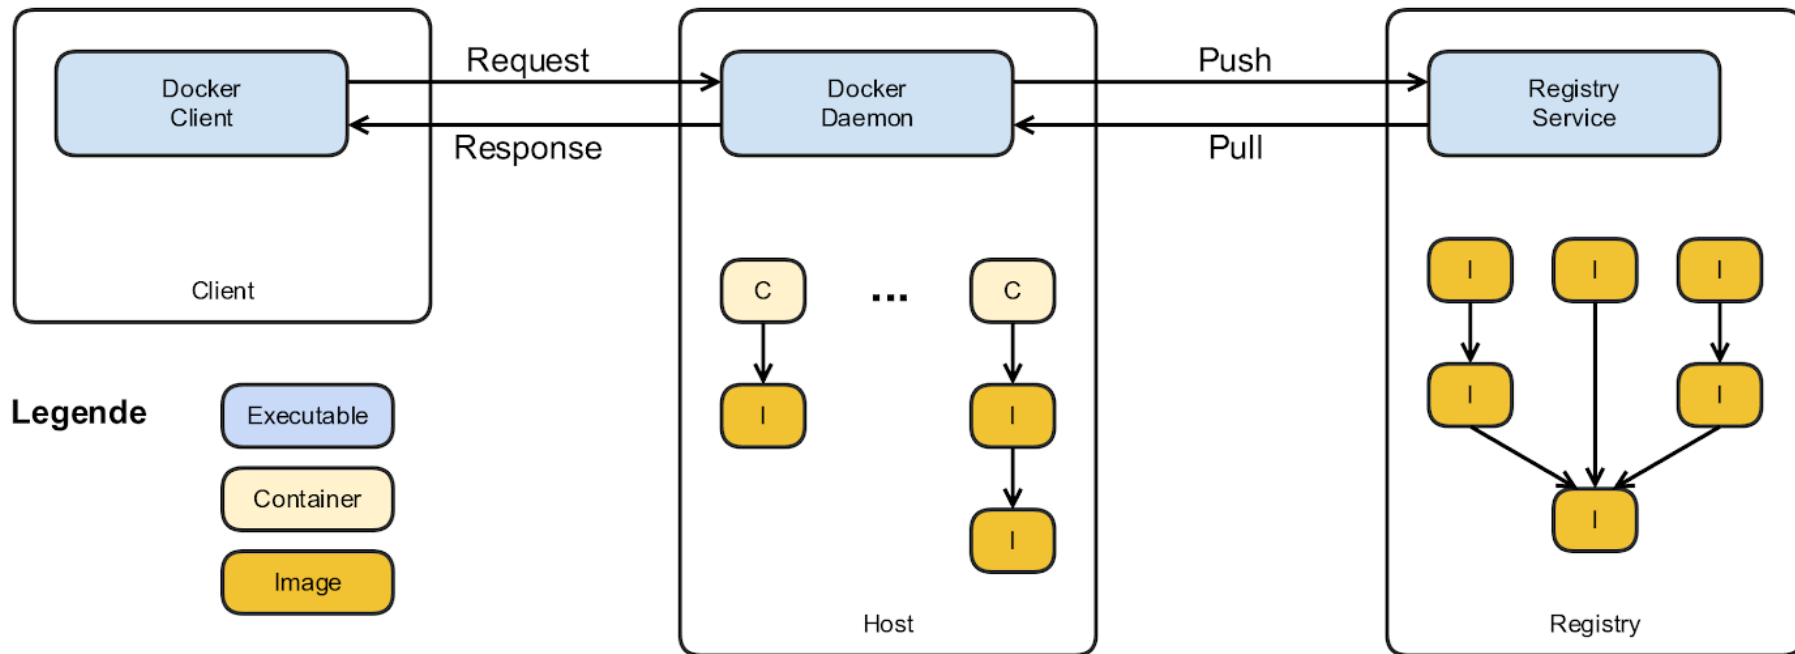 Docker
Client
Request
Response
Docker
Daemon
Push
Pull
Registry
Service
Client
C
...
C
I
I
I
Host
I
I
I
I
I
I
Registry
Legende
Executable
Container
Image